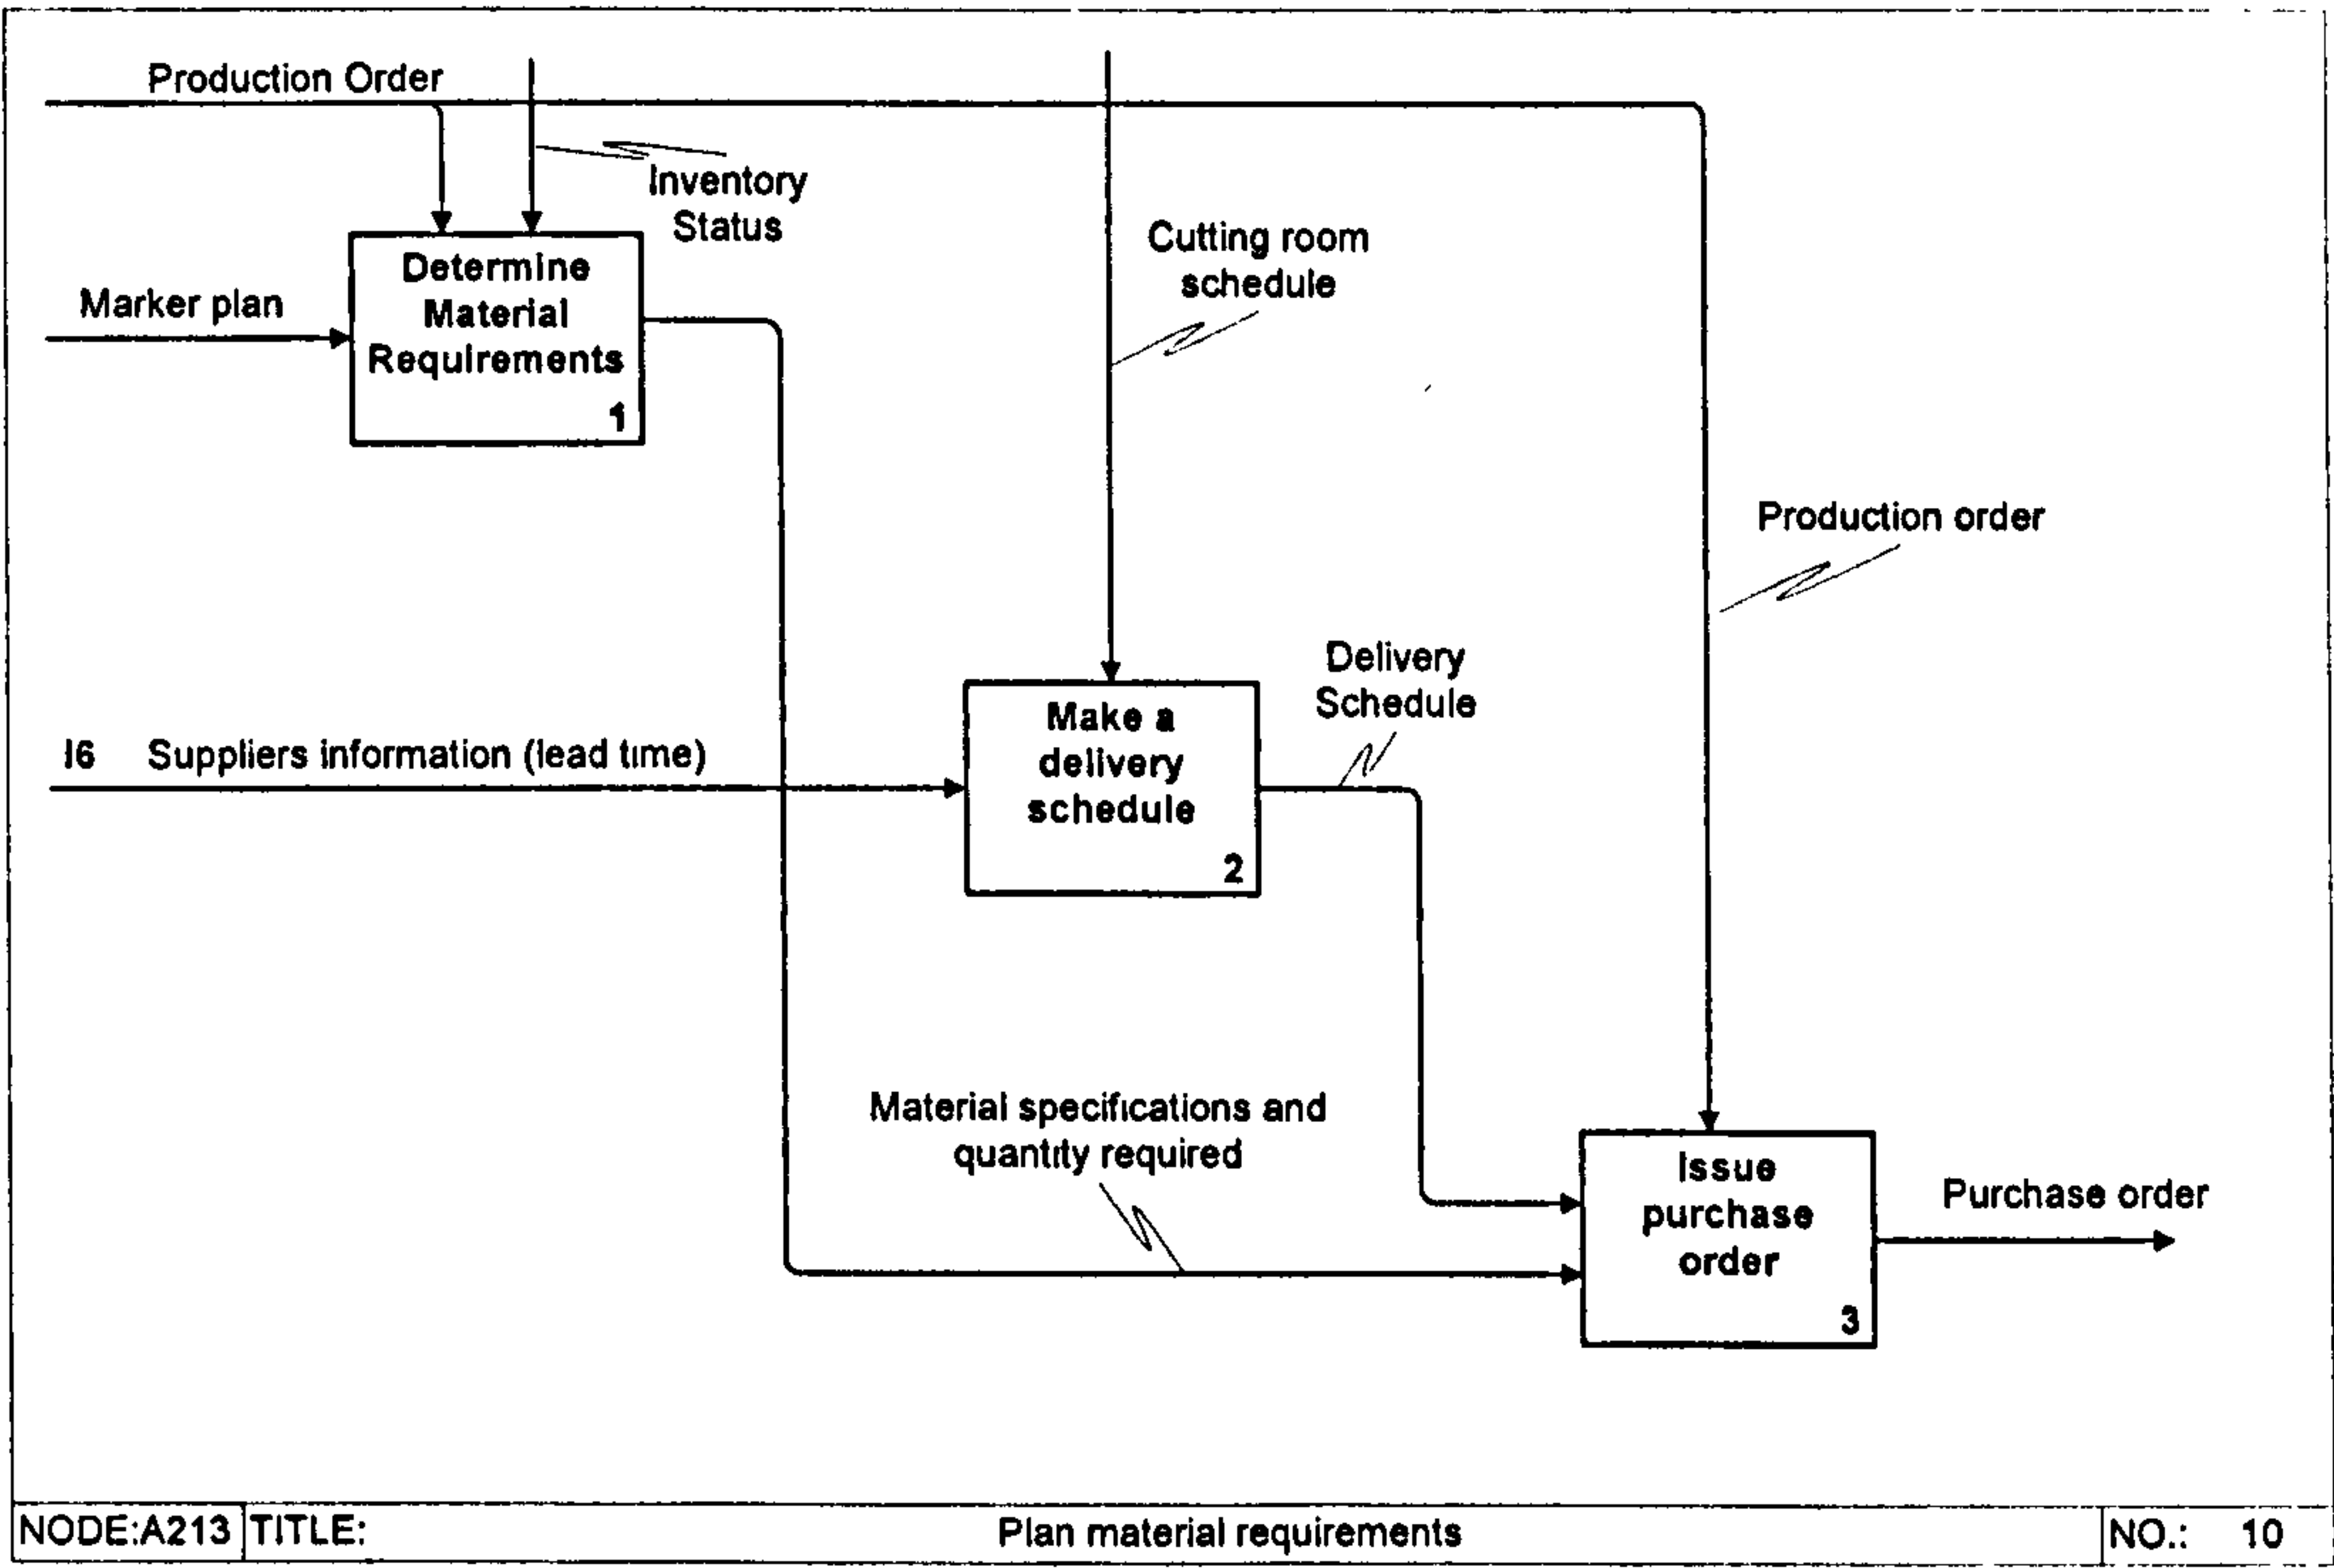 Production Order
Inventory
Status
Determine
Material
Requirements
1
Marker plan
Cutting room
schedule
Production order
Delivery
Schedule
Make a
delivery
schedule
2
I6 Suppliers information (lead time)
Material specifications and
quantity required
Issue
purchase
order
3
Purchase order
NODE:A213 TITLE: Plan material requirements NO.: 10